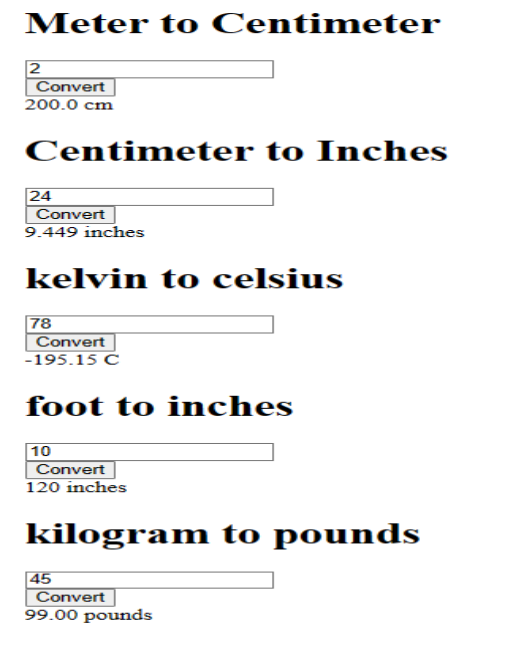 Meter to Centimeter
2
Convert
200.0 cm
Centimeter to Inches
24
Convert
9.449 inches
kelvin to celsius
78
Convert
-195.15 C
foot to inches
10
Convert
120 inches
kilogram to pounds
45
Convert
99.00 pounds